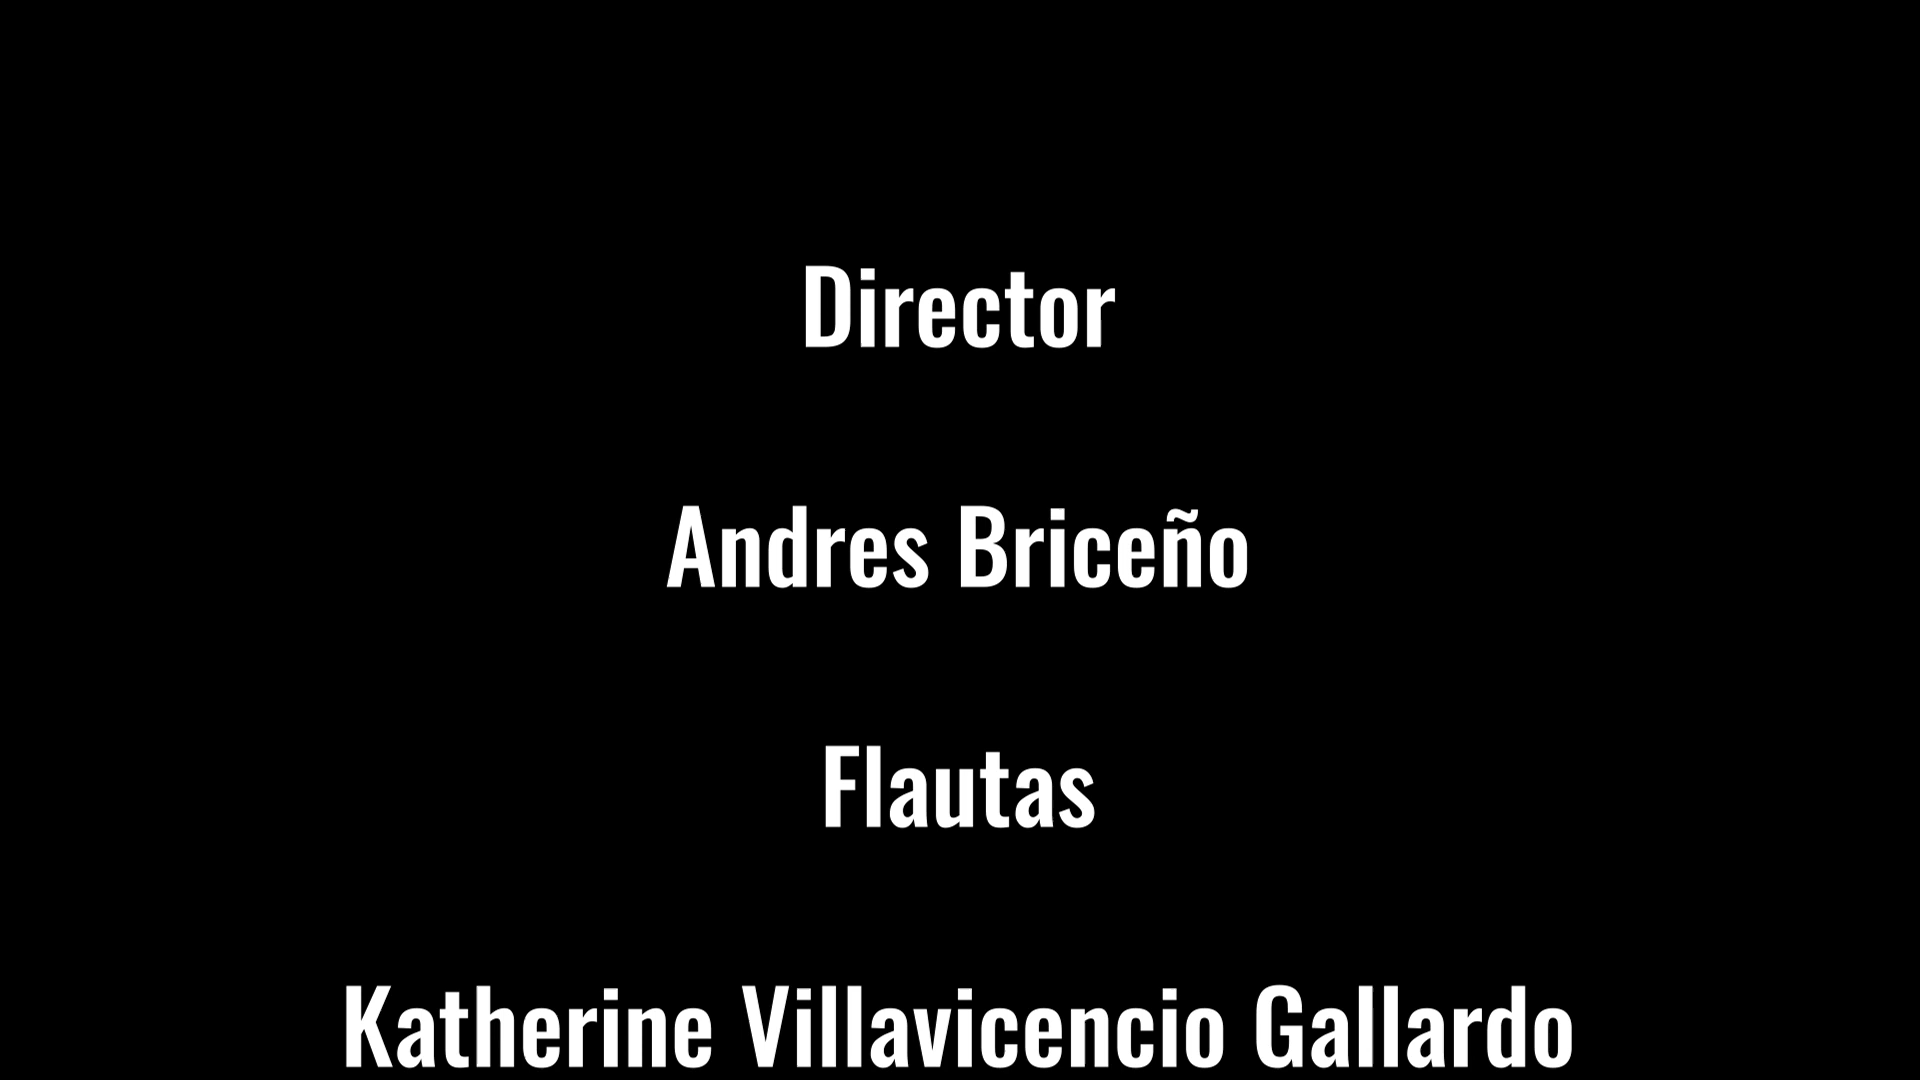 Director
Andres Briceño
Flautas
Katherine Villavicencio Gallardo